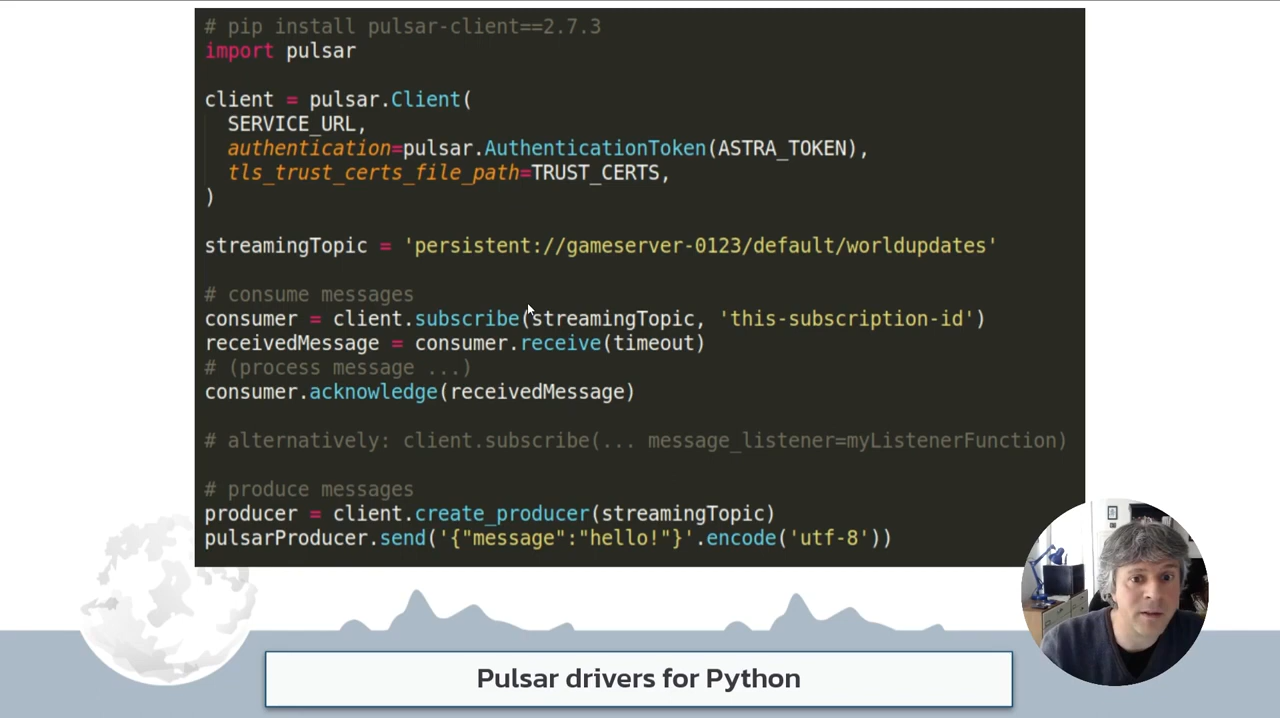 # pip install pulsar-client==2.7.3
import pulsar
client = pulsar.Client(
SERVICE_URL,
authentication=pulsar.AuthenticationToken(ASTRA_TOKEN),
tls_trust_certs_file_path=TRUST_CERTS,
)
streamingTopic = 'persistent://gameserver-0123/default/worldupdates'
# consume messages
consumer = client.subscribe(streamingTopic, 'this-subscription-id')
receivedMessage = consumer.receive(timeout)
# (process message ...)
consumer.acknowledge(receivedMessage)
# alternatively: client.subscribe(... message_listener=myListenerFunction)
# produce messages
producer = client.create_producer(streamingTopic)
pulsarProducer.send('{"message":"hello!"}'.encode('utf-8'))
Pulsar drivers for Python